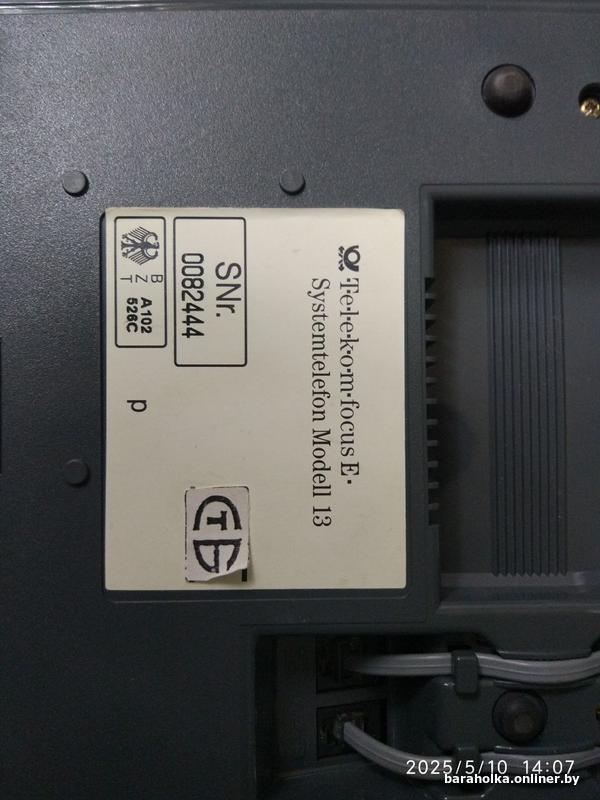 T·e·l·e·k·o·m·focus E·
Systemtelefon Modell 13
SNr.
0082444
B
Z
T
A102
526C
p
2025/5/10 14:07
baraholka.onliner.by